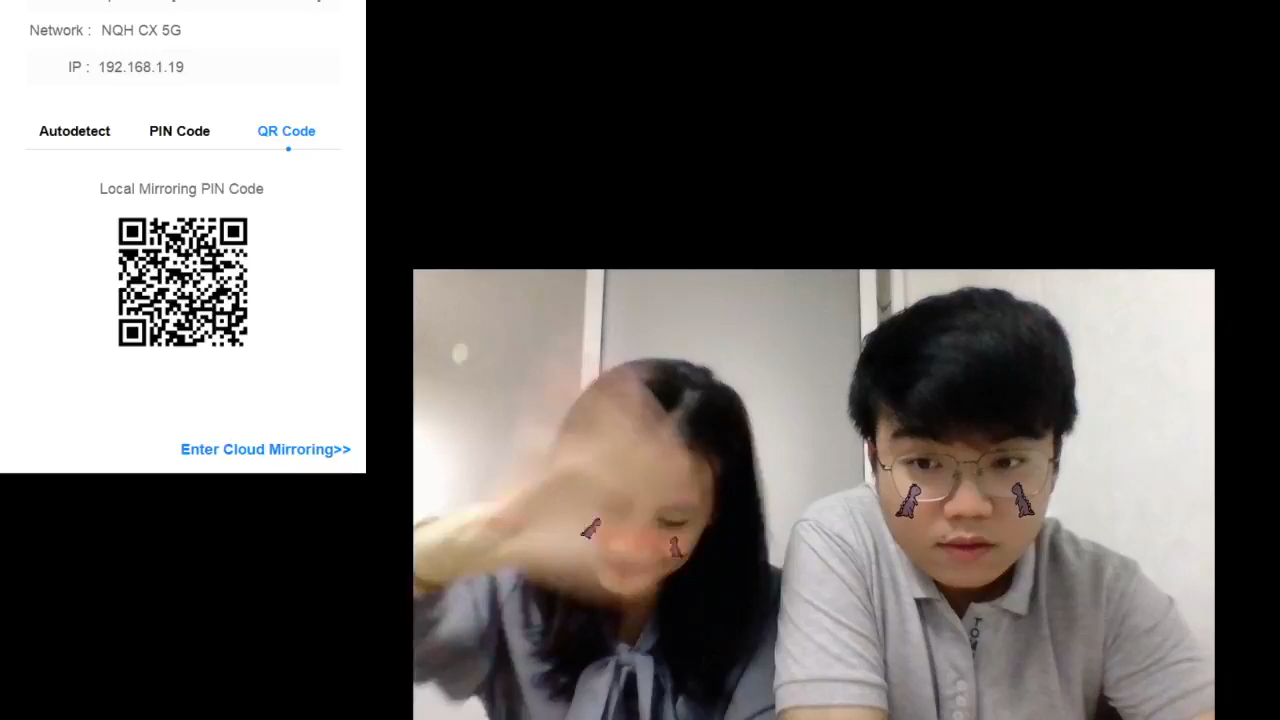 Network : NQH CX 5G
IP : 192.168.1.19
Autodetect PIN Code QR Code
Local Mirroring PIN Code
Enter Cloud Mirroring>>